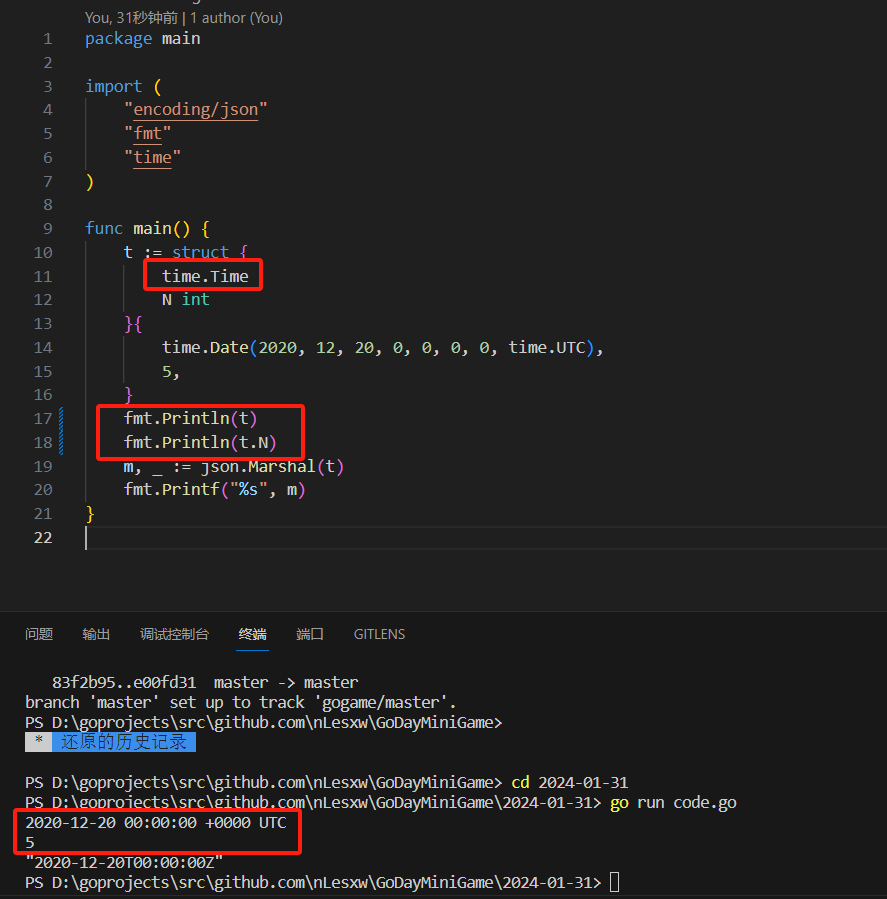 You, 31秒钟前 | 1 author (You)
1 package main
2
3 import (
4 "encoding/json"
5 "fmt"
6 "time"
7 )
8
9 func main() {
10 t := struct {
11 time.Time
12 N int
13 }{
14 time.Date(2020, 12, 20, 0, 0, 0, 0, time.UTC),
15 5,
16 }
17 fmt.Println(t)
18 fmt.Println(t.N)
19 m, _ := json.Marshal(t)
20 fmt.Printf("%s", m)
21 }
22
问题 输出 调试控制台 终端 端口 GITLENS
83f2b95..e00fd31 master -> master
branch 'master' set up to track 'gogame/master'.
PS D:\goprojects\src\github.com\nLesxw\GoDayMiniGame>
* 还原的历史记录
PS D:\goprojects\src\github.com\nLesxw\GoDayMiniGame> cd 2024-01-31
PS D:\goprojects\src\github.com\nLesxw\GoDayMiniGame\2024-01-31> go run code.go
2020-12-20 00:00:00 +0000 UTC
5
"2020-12-20T00:00:00Z"
PS D:\goprojects\src\github.com\nLesxw\GoDayMiniGame\2024-01-31>